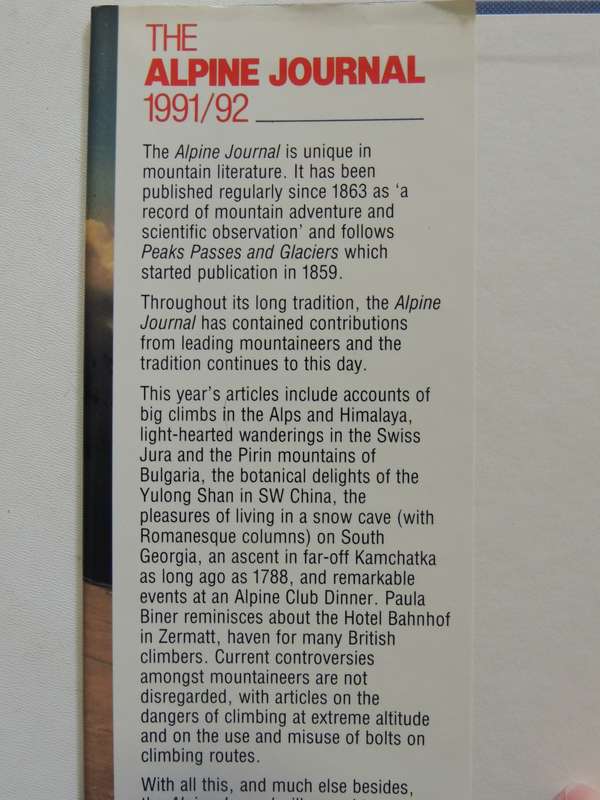 THE
ALPINE JOURNAL
1991/92
The Alpine Journal is unique in
mountain literature. It has been
published regularly since 1863 as ‘a
record of mountain adventure and
scientific observation’ and follows
Peaks Passes and Glaciers which
started publication in 1859.
Throughout its long tradition, the Alpine
Journal has contained contributions
from leading mountaineers and the
tradition continues to this day.
This year’s articles include accounts of
big climbs in the Alps and Himalaya,
light-hearted wanderings in the Swiss
Jura and the Pirin mountains of
Bulgaria, the botanical delights of the
Yulong Shan in SW China, the
pleasures of living in a snow cave (with
Romanesque columns) on South
Georgia, an ascent in far-off Kamchatka
as long ago as 1788, and remarkable
events at an Alpine Club Dinner. Paula
Biner reminisces about the Hotel Bahnhof
in Zermatt, haven for many British
climbers. Current controversies
amongst mountaineers are not
disregarded, with articles on the
dangers of climbing at extreme altitude
and on the use and misuse of bolts on
climbing routes.
With all this, and much else besides,